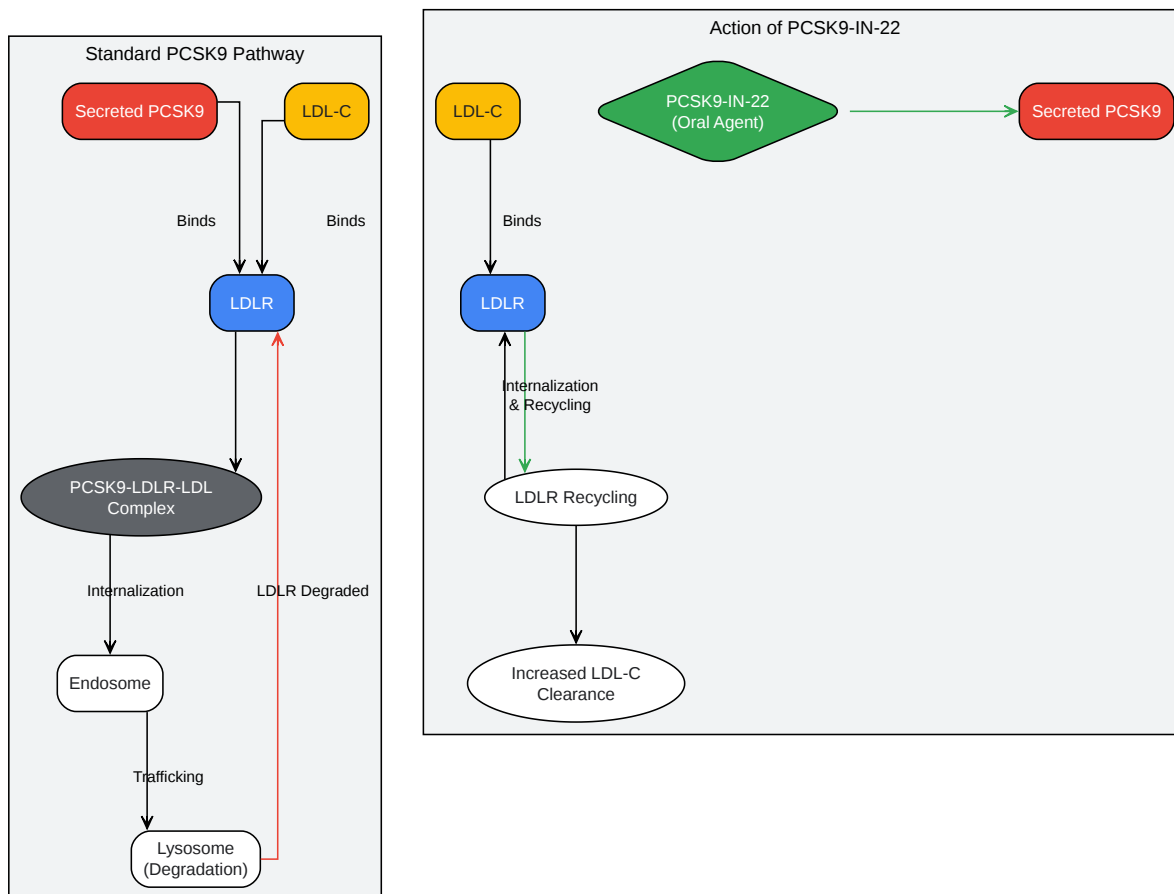 Standard PCSK9 Pathway
Secreted PCSK9
LDL-C
Binds
Binds
LDLR
PCSK9-LDLR-LDL
Complex
Internalization
LDLR Degraded
Endosome
Trafficking
Lysosome
(Degradation)
Action of PCSK9-IN-22
LDL-C
PCSK9-IN-22
(Oral Agent)
Secreted PCSK9
Binds
LDLR
Internalization
& Recycling
LDLR Recycling
Increased LDL-C
Clearance